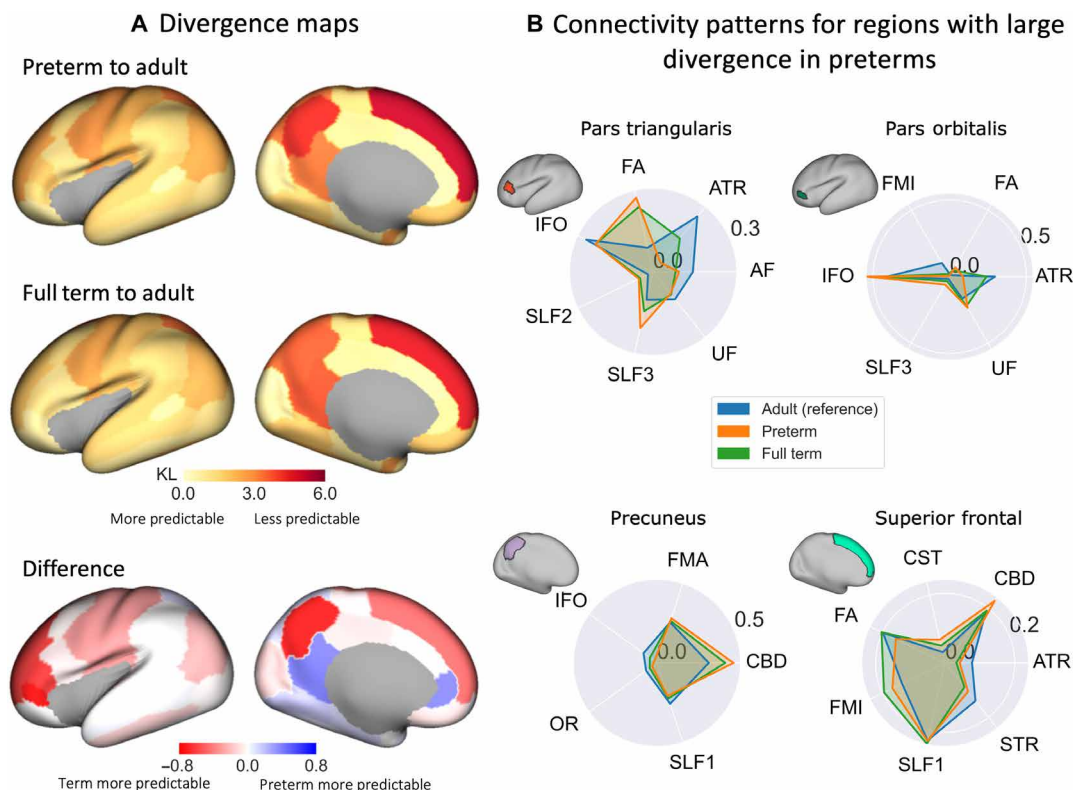 A Divergence maps
Preterm to adult
Full term to adult
KL
0.0 3.0 6.0
More predictable Less predictable
Difference
−0.8 0.0 0.8
Term more predictable Preterm more predictable
B Connectivity patterns for regions with large
divergence in preterms
Pars triangularis
FA
ATR
0.3
IFO
0.0
AF
SLF2
UF
SLF3
Pars orbitalis
FMI
FA
0.5
0.0
IFO
ATR
SLF3
UF
Adult (reference)
Preterm
Full term
Precuneus
FMA
IFO
0.5
0.0
CBD
OR
SLF1
Superior frontal
CST
CBD
FA
0.2
0.0
ATR
FMI
STR
SLF1